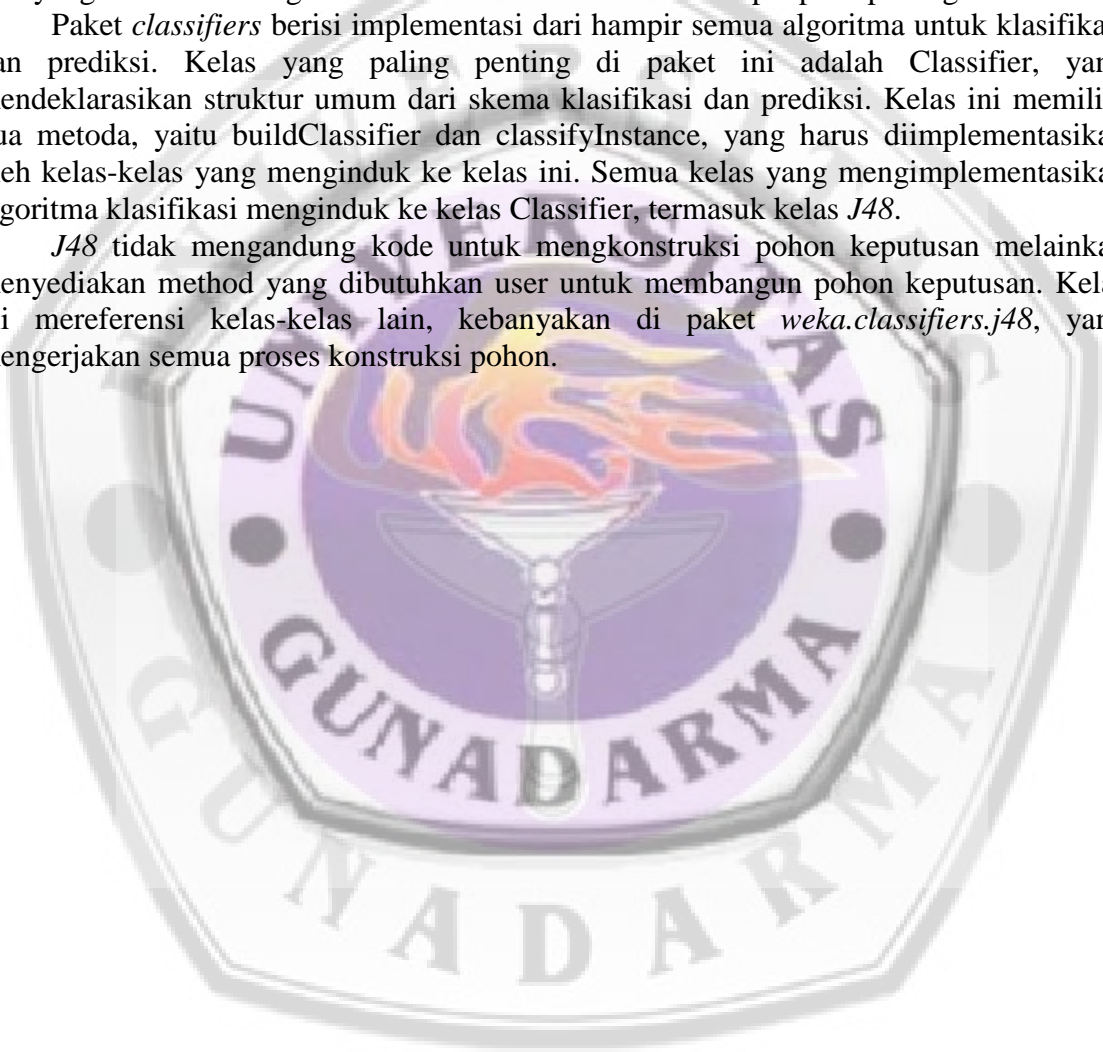 Paket classifiers berisi implementasi dari hampir semua algoritma untuk klasifika
an prediksi. Kelas yang paling penting di paket ini adalah Classifier, yan
endeklarasikan struktur umum dari skema klasifikasi dan prediksi. Kelas ini memili
ua metoda, yaitu buildClassifier dan classifyInstance, yang harus diimplementasika
eh kelas-kelas yang menginduk ke kelas ini. Semua kelas yang mengimplementasika
goritma klasifikasi menginduk ke kelas Classifier, termasuk kelas J48.
J48 tidak mengandung kode untuk mengkonstruksi pohon keputusan melainka
enyediakan method yang dibutuhkan user untuk membangun pohon keputusan. Kela
i mereferensi kelas-kelas lain, kebanyakan di paket weka.classifiers.j48, yan
engerjakan semua proses konstruksi pohon.
UNIVERSITAS
GUNADARMA
UNIVERSITAS
GUNADARMA